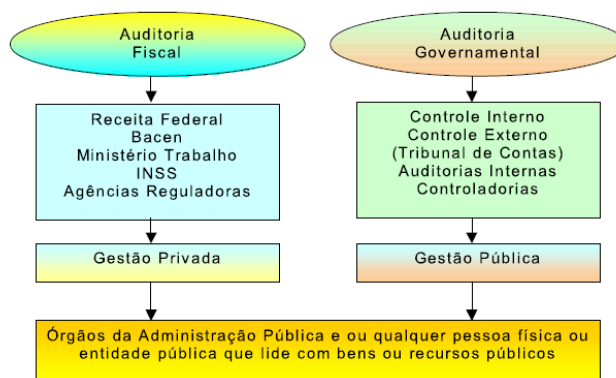 Auditoria
Fiscal
Auditoria
Governamental
Receita Federal
Bacen
Ministério Trabalho
INSS
Agências Reguladoras
Controle Interno
Controle Externo
(Tribunal de Contas)
Auditorias Internas
Controladorias
Gestão Privada
Gestão Pública
Órgãos da Administração Pública e ou qualquer pessoa física ou
entidade pública que lide com bens ou recursos públicos